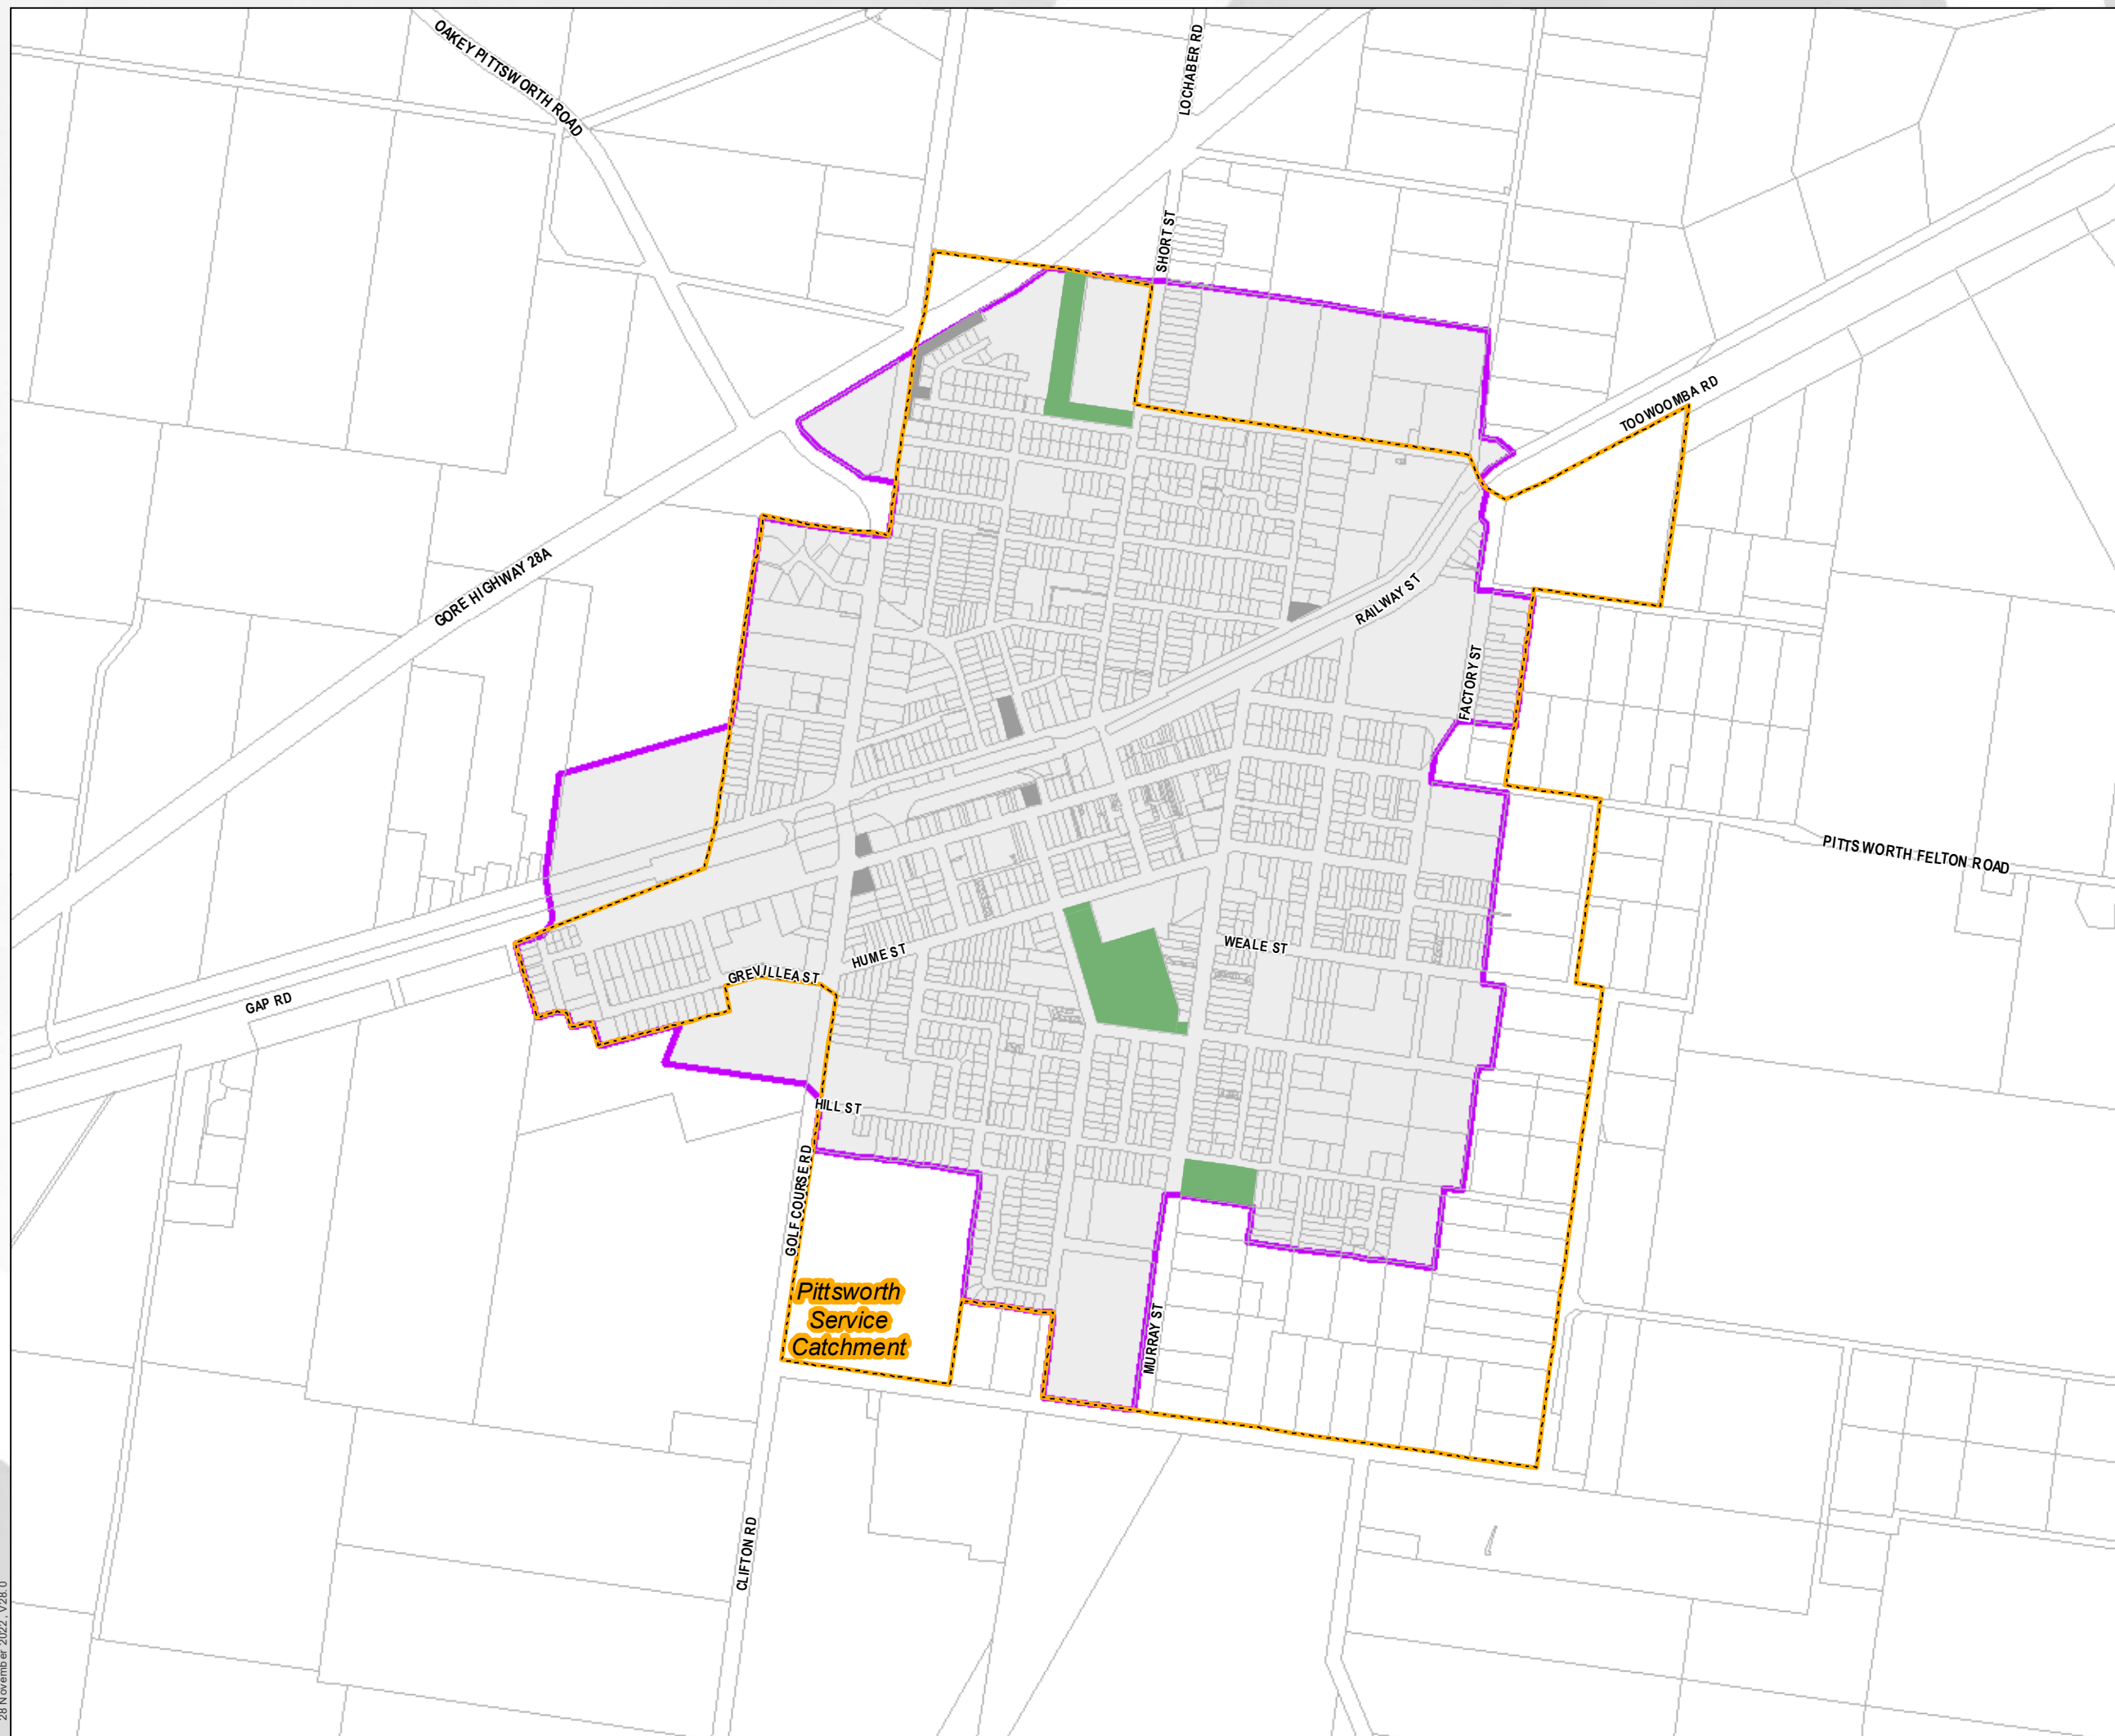 OAKEY PITTSWORTH ROAD
LOCHABER RD
SHORT ST
TOOWOOMBA RD
GORE HIGHWAY 28A
RAILWAY ST
FACTORY ST
PITTSWORTH FELTON ROAD
WEALE ST
HUME ST
GREVILLEA ST
GAP RD
HILL ST
GOLF COURSE RD
Pittsworth
Service
Catchment
MURRAY ST
CLIFTON RD
28 November 2022, V28.0